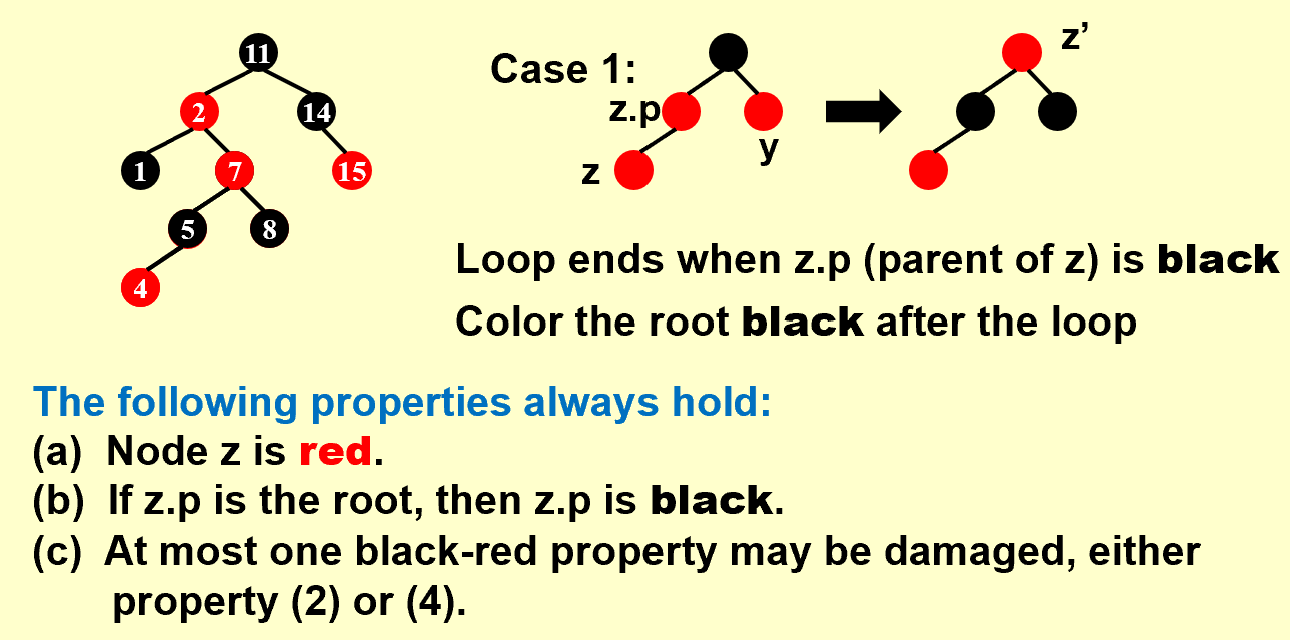 11
2
14
1
7
15
5
8
4
Case 1:
z.p
z
y
z’
Loop ends when z.p (parent of z) is black
Color the root black after the loop
The following properties always hold:
(a) Node z is red.
(b) If z.p is the root, then z.p is black.
(c) At most one black-red property may be damaged, either
property (2) or (4).